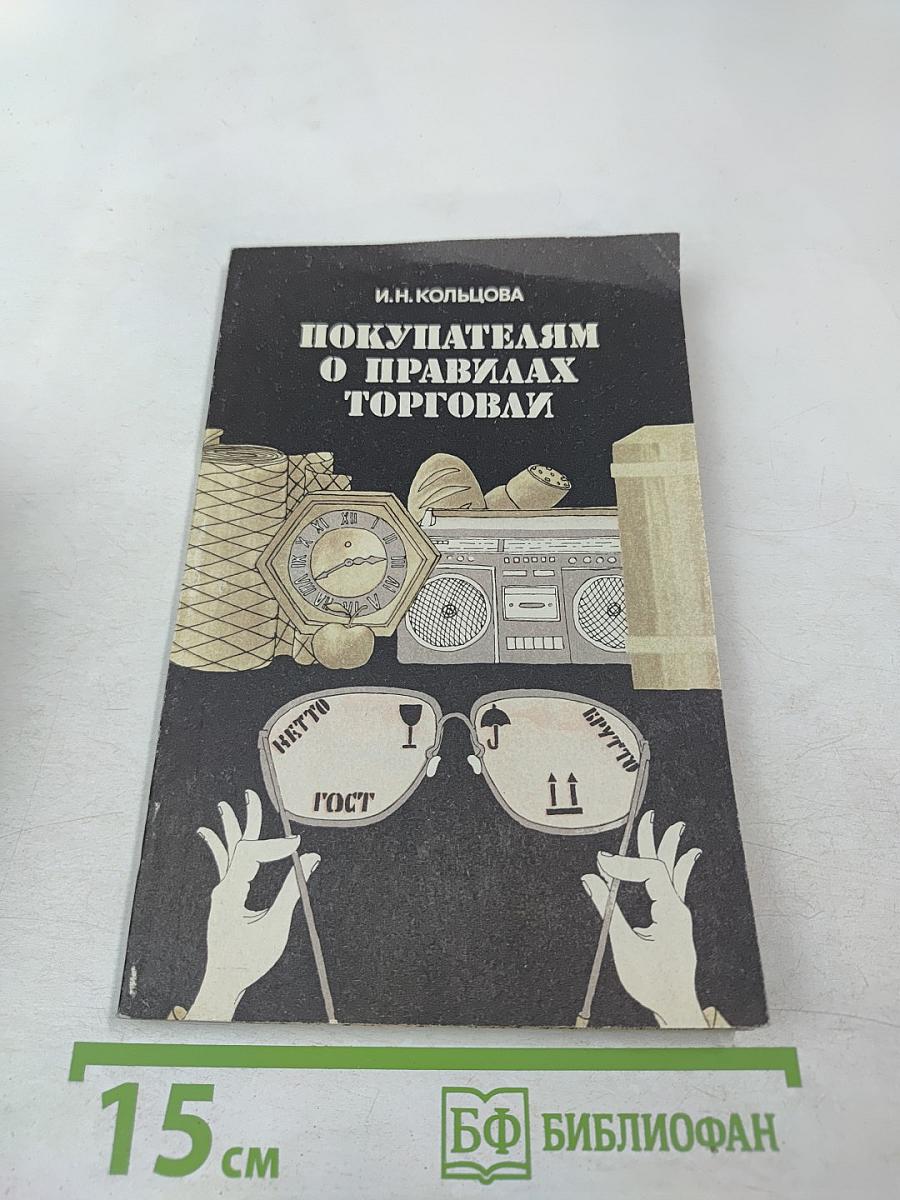 И.Н. КОЛЬЦОВА
ПОКУПАТЕЛЯМ
О ПРАВИЛАХ
ТОРГОВЛИ
НЕТТО
БРУТТО
ГОСТ
15 см
БФ БИБЛИОФАН